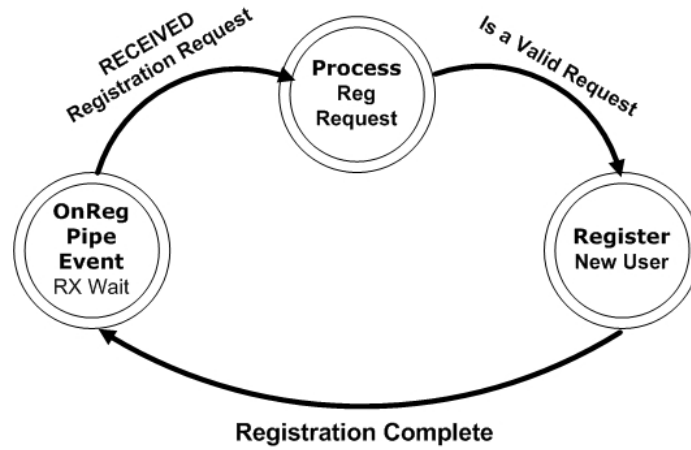 RECEIVED
Registration Request
Is a Valid Request
Process
Reg
Request
OnReg
Pipe
Event
RX Wait
Register
New User
Registration Complete